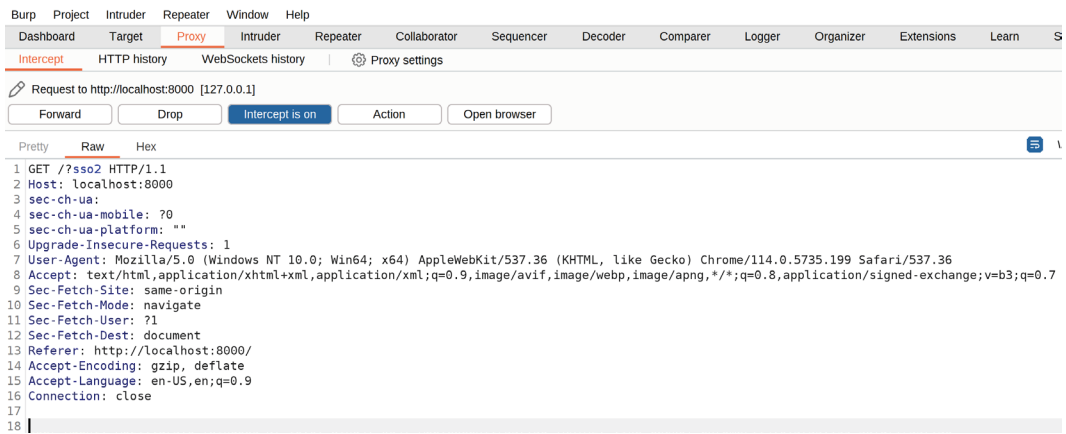 Burp Project Intruder Repeater Window Help
Dashboard Target Proxy Intruder Repeater Collaborator Sequencer Decoder Comparer Logger Organizer Extensions Learn
Intercept HTTP history WebSockets history Proxy settings
Request to http://localhost:8000 [127.0.0.1]
Forward Drop Intercept is on Action Open browser
Pretty Raw Hex
1 GET /?sso2 HTTP/1.1
2 Host: localhost:8000
3 sec-ch-ua:
4 sec-ch-ua-mobile: ?0
5 sec-ch-ua-platform: ""
6 Upgrade-Insecure-Requests: 1
7 User-Agent: Mozilla/5.0 (Windows NT 10.0; Win64; x64) AppleWebKit/537.36 (KHTML, like Gecko) Chrome/114.0.5735.199 Safari/537.36
8 Accept: text/html,application/xhtml+xml,application/xml;q=0.9,image/avif,image/webp,image/apng,*/*;q=0.8,application/signed-exchange;v=b3;q=0.7
9 Sec-Fetch-Site: same-origin
10 Sec-Fetch-Mode: navigate
11 Sec-Fetch-User: ?1
12 Sec-Fetch-Dest: document
13 Referer: http://localhost:8000/
14 Accept-Encoding: gzip, deflate
15 Accept-Language: en-US,en;q=0.9
16 Connection: close
17
18